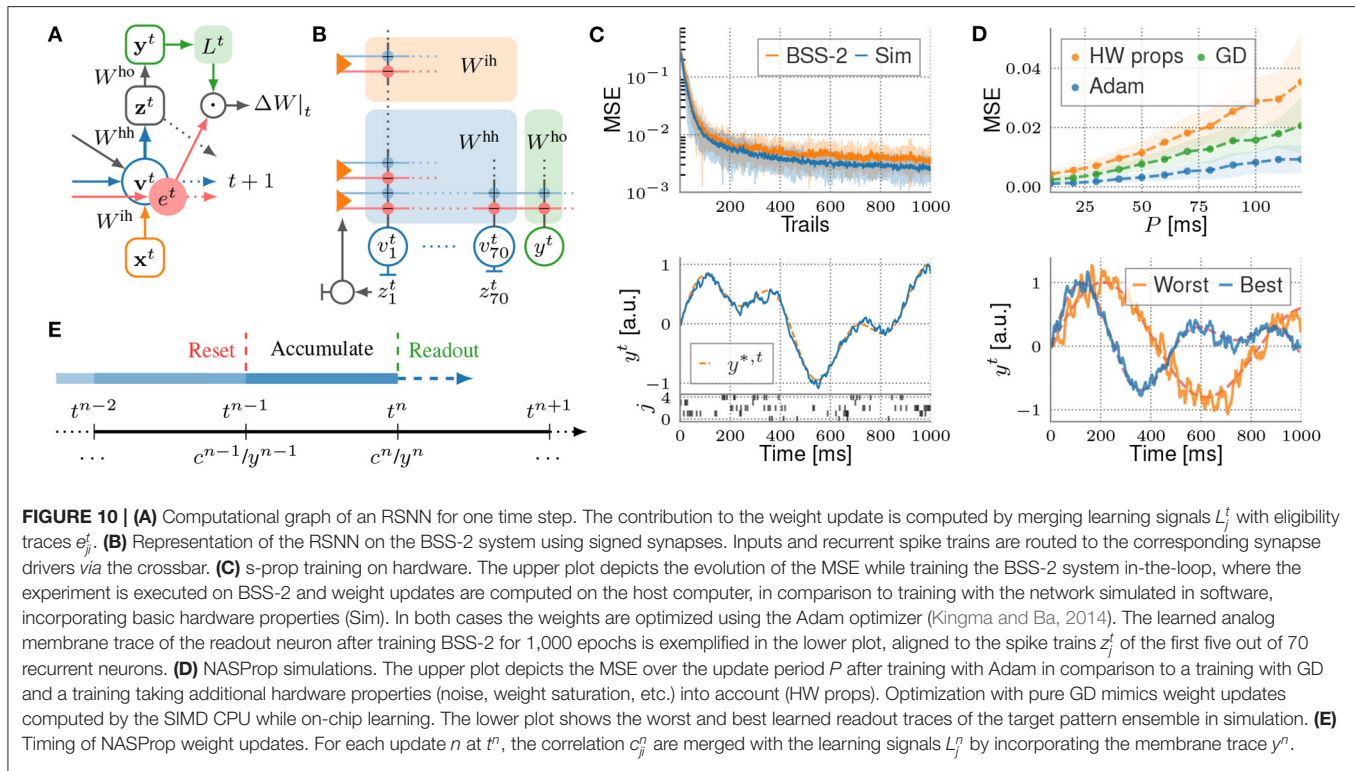 A
y^t
L^t
W^ho
z^t
ΔW|_t
W^hh
v^t
t + 1
e^t
W^ih
x^t
B
W^ih
W^hh
W^ho
v_1^t
v_70^t
y^t
z_1^t
z_70^t
C
BSS-2
Sim
MSE
10^−1
10^−2
10^−3
0 200 400 600 800 1000
Trails
1
0
−1
y^t [a.u.]
y^*,t
j
4
0
0 200 400 600 800 1000
Time [ms]
D
HW props
GD
Adam
MSE
0.04
0.02
0.00
25 50 75 100
P [ms]
Worst
Best
y^t [a.u.]
1
0
−1
0 200 400 600 800 1000
Time [ms]
E
Reset
Accumulate
Readout
t^n−2 t^n−1 t^n t^n+1
... c^n−1/y^n−1 c^n/y^n ...
FIGURE 10 | (A) Computational graph of an RSNN for one time step. The contribution to the weight update is computed by merging learning signals L_j^t with eligibility
traces e_ji^t. (B) Representation of the RSNN on the BSS-2 system using signed synapses. Inputs and recurrent spike trains are routed to the corresponding synapse
drivers via the crossbar. (C) s-prop training on hardware. The upper plot depicts the evolution of the MSE while training the BSS-2 system in-the-loop, where the
experiment is executed on BSS-2 and weight updates are computed on the host computer, in comparison to training with the network simulated in software,
incorporating basic hardware properties (Sim). In both cases the weights are optimized using the Adam optimizer (Kingma and Ba, 2014). The learned analog
membrane trace of the readout neuron after training BSS-2 for 1,000 epochs is exemplified in the lower plot, aligned to the spike trains z_j^t of the first five out of 70
recurrent neurons. (D) NASProp simulations. The upper plot depicts the MSE over the update period P after training with Adam in comparison to a training with GD
and a training taking additional hardware properties (noise, weight saturation, etc.) into account (HW props). Optimization with pure GD mimics weight updates
computed by the SIMD CPU while on-chip learning. The lower plot shows the worst and best learned readout traces of the target pattern ensemble in simulation. (E)
Timing of NASProp weight updates. For each update n at t^n, the correlation c_ji^n are merged with the learning signals L_j^n by incorporating the membrane trace y^n.